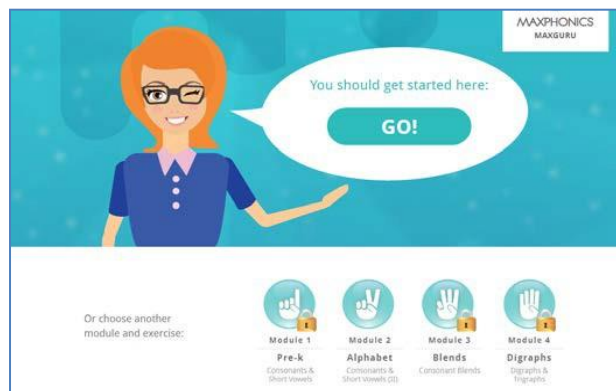 MAXPHONICS
MAXGURU
You should get started here:
GO!
Or choose another
module and exercise:
Module 1
Pre-k
Consonants &
Short Vowels
Module 2
Alphabet
Consonants &
Short Vowels (II)
Module 3
Blends
Consonant Blends
Module 4
Digraphs
Digraphs &
Trigraphs